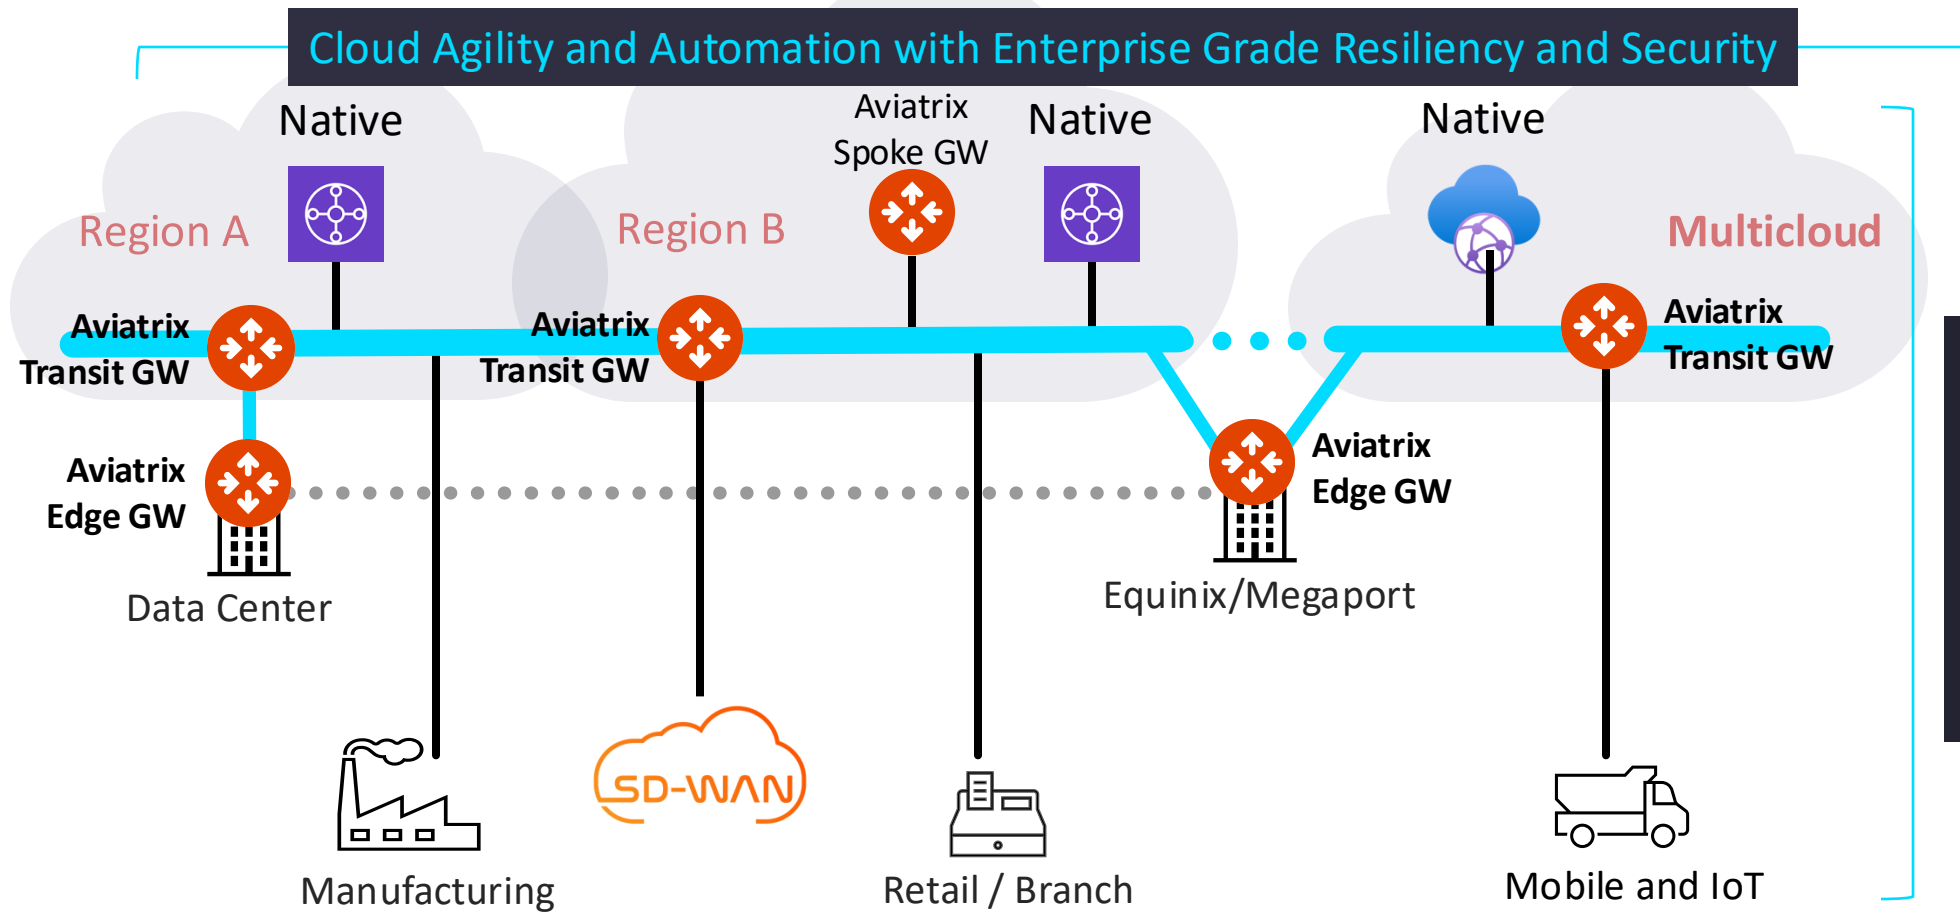 Cloud Agility and Automation with Enterprise Grade Resiliency and Security
Native
Aviatrix
Spoke GW
Native
Native
Region A
Region B
Multicloud
Aviatrix
Transit GW
Aviatrix
Transit GW
Aviatrix
Transit GW
Aviatrix
Edge GW
Aviatrix
Edge GW
Data Center
Equinix/Megaport
SD-WAN
Manufacturing
Retail / Branch
Mobile and IoT